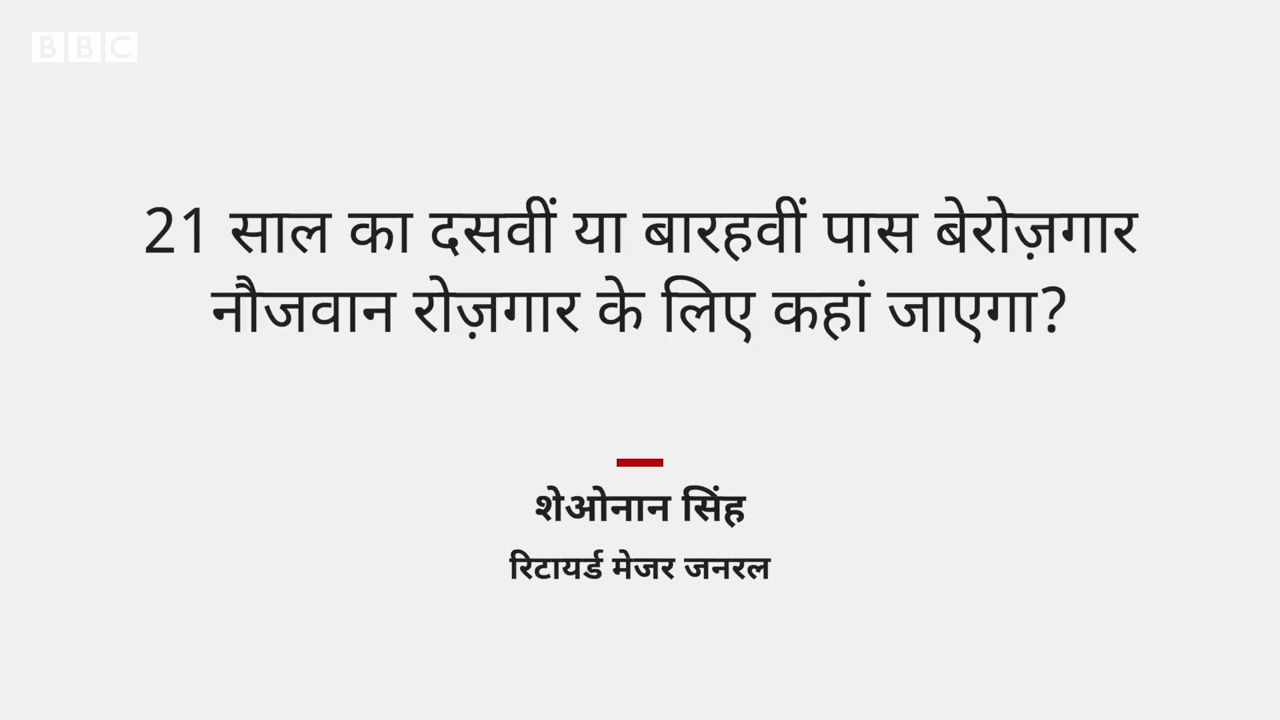 BBC
21 साल का दसवीं या बारहवीं पास बेरोज़गार
नौजवान रोज़गार के लिए कहां जाएगा?
शेओनान सिंह
रिटायर्ड मेजर जनरल